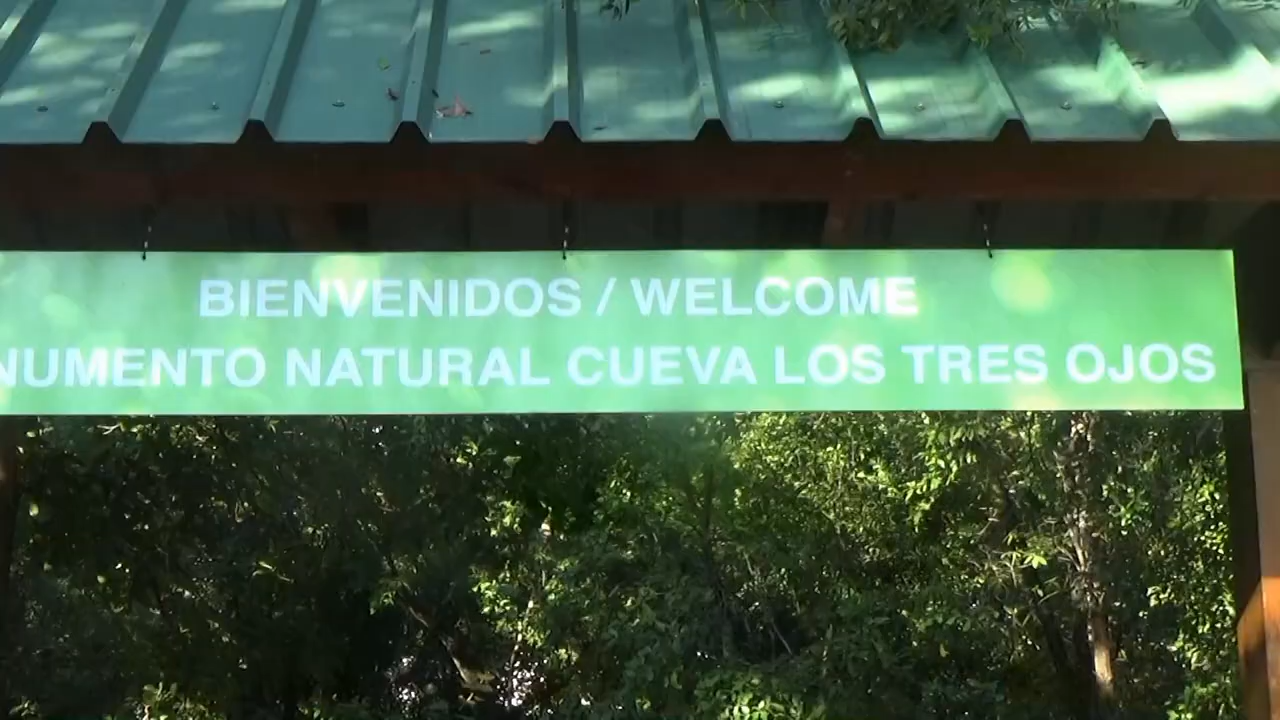 BIENVENIDOS / WELCOME
NUMENTO NATURAL CUEVA LOS TRES OJOS